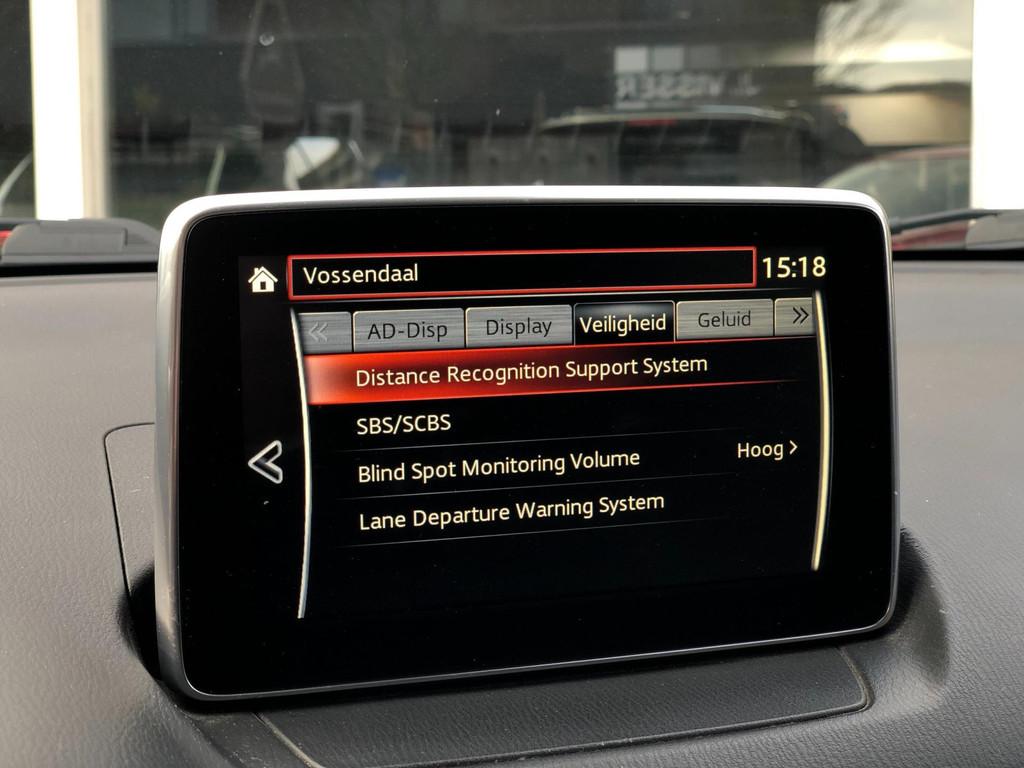 J. VISSER
Vossendaal
15:18
AD-Disp
Display
Veiligheid
Geluid
Distance Recognition Support System
SBS/SCBS
Blind Spot Monitoring Volume
Hoog
Lane Departure Warning System